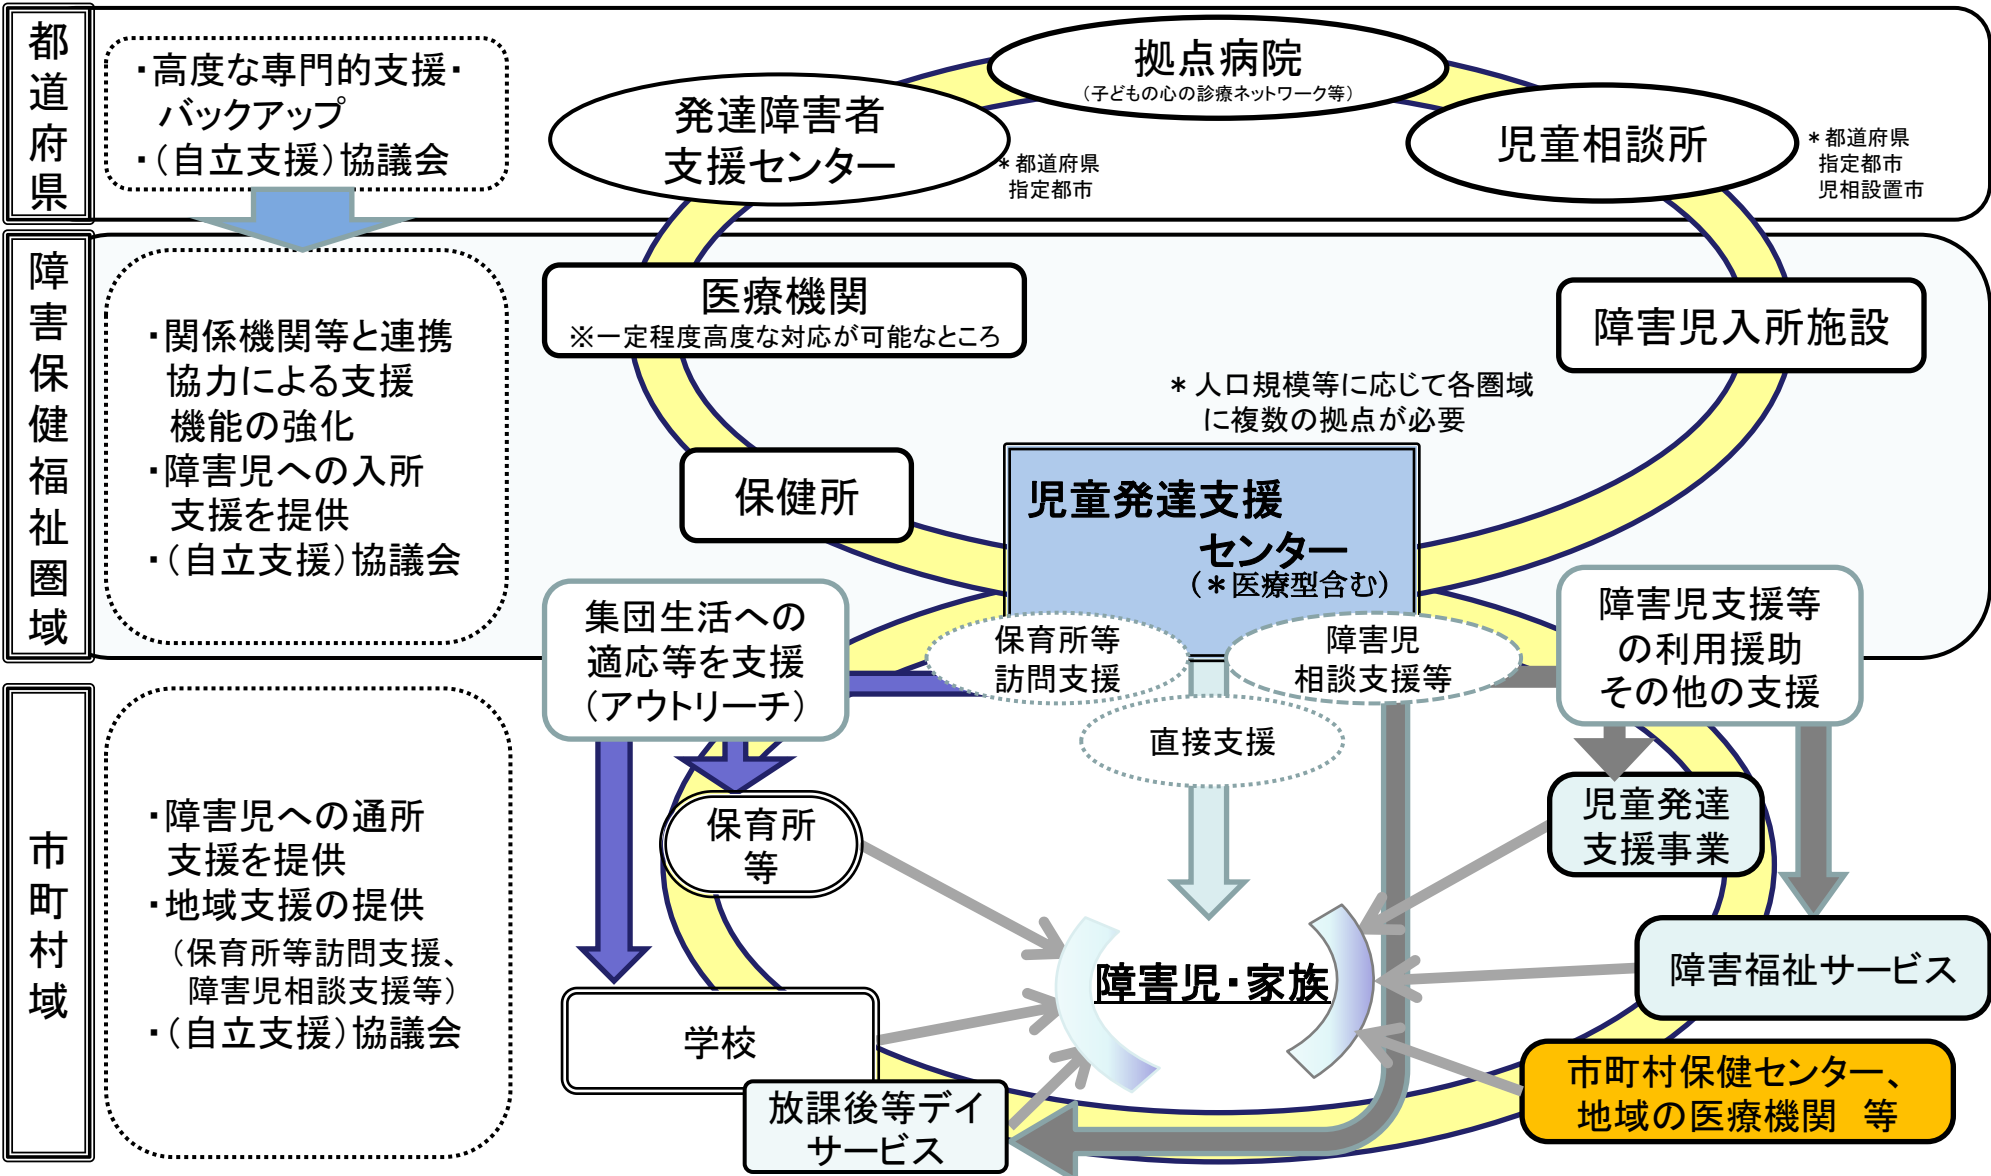 都道府県
・高度な専門的支援・
バックアップ
・(自立支援)協議会
発達障害者
支援センター
＊都道府県
指定都市
拠点病院
(子どもの心の診療ネットワーク等)
児童相談所
＊都道府県
指定都市
児相設置市
障害保健福祉圏域
・関係機関等と連携
協力による支援
機能の強化
・障害児への入所
支援を提供
・(自立支援)協議会
医療機関
※一定程度高度な対応が可能なところ
障害児入所施設
＊人口規模等に応じて各圏域
に複数の拠点が必要
保健所
児童発達支援
センター
(＊医療型含む)
集団生活への
適応等を支援
(アウトリーチ)
保育所等
訪問支援
障害児
相談支援等
障害児支援等
の利用援助
その他の支援
直接支援
市町村域
・障害児への通所
支援を提供
・地域支援の提供
(保育所等訪問支援、
障害児相談支援等)
・(自立支援)協議会
保育所
等
児童発達
支援事業
障害児・家族
障害福祉サービス
学校
市町村保健センター、
地域の医療機関　等
放課後等デイ
サービス